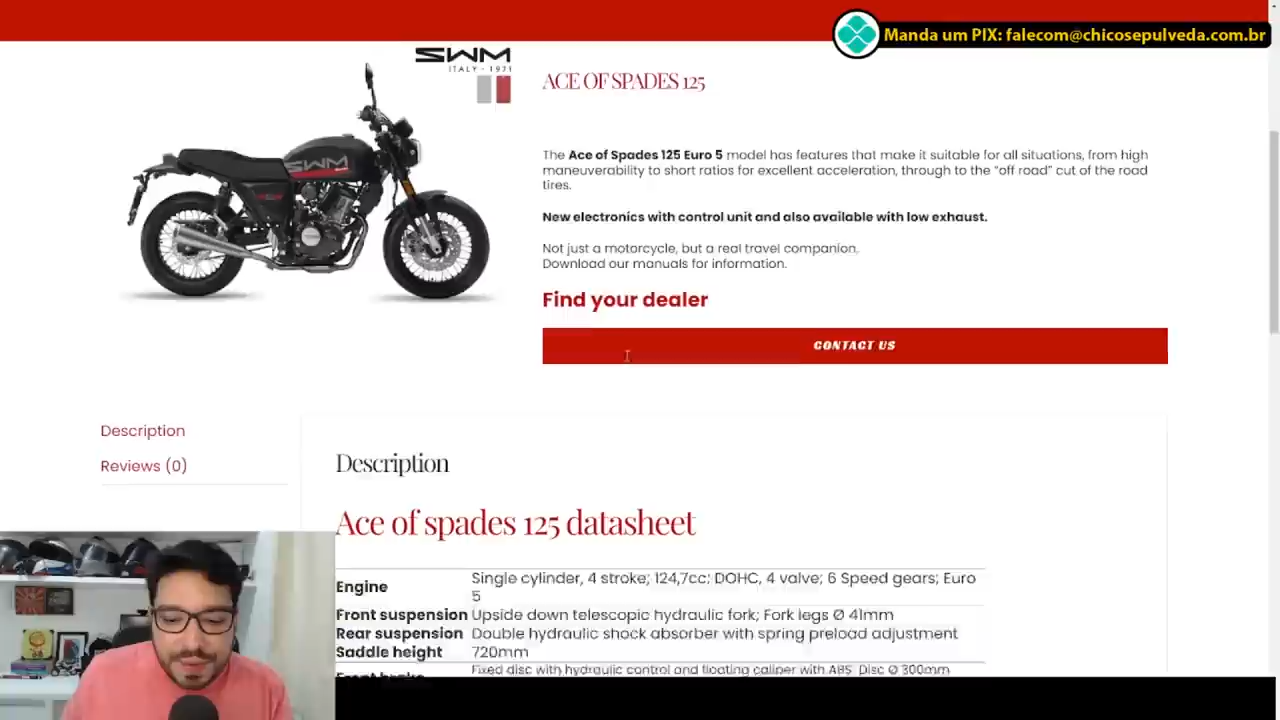 Manda um PIX: falecom@chicosepulveda.com.br
SWM
ITALY - 1971
ACE OF SPADES 125
SWM
The Ace of Spades 125 Euro 5 model has features that make it suitable for all situations, from high
maneuverability to short ratios for excellent acceleration, through to the “off road” cut of the road
tires.
New electronics with control unit and also available with low exhaust.
Not just a motorcycle, but a real travel companion.
Download our manuals for information.
Find your dealer
CONTACT US
Description
Reviews (0)
Description
Ace of spades 125 datasheet
Engine Single cylinder, 4 stroke; 124,7cc; DOHC, 4 valve; 6 Speed gears; Euro
5
Front suspension Upside down telescopic hydraulic fork; Fork legs Ø 41mm
Rear suspension Double hydraulic shock absorber with spring preload adjustment
Saddle height 720mm
Front brake Fixed disc with hydraulic control and floating caliper with ABS Disc Ø 300mm